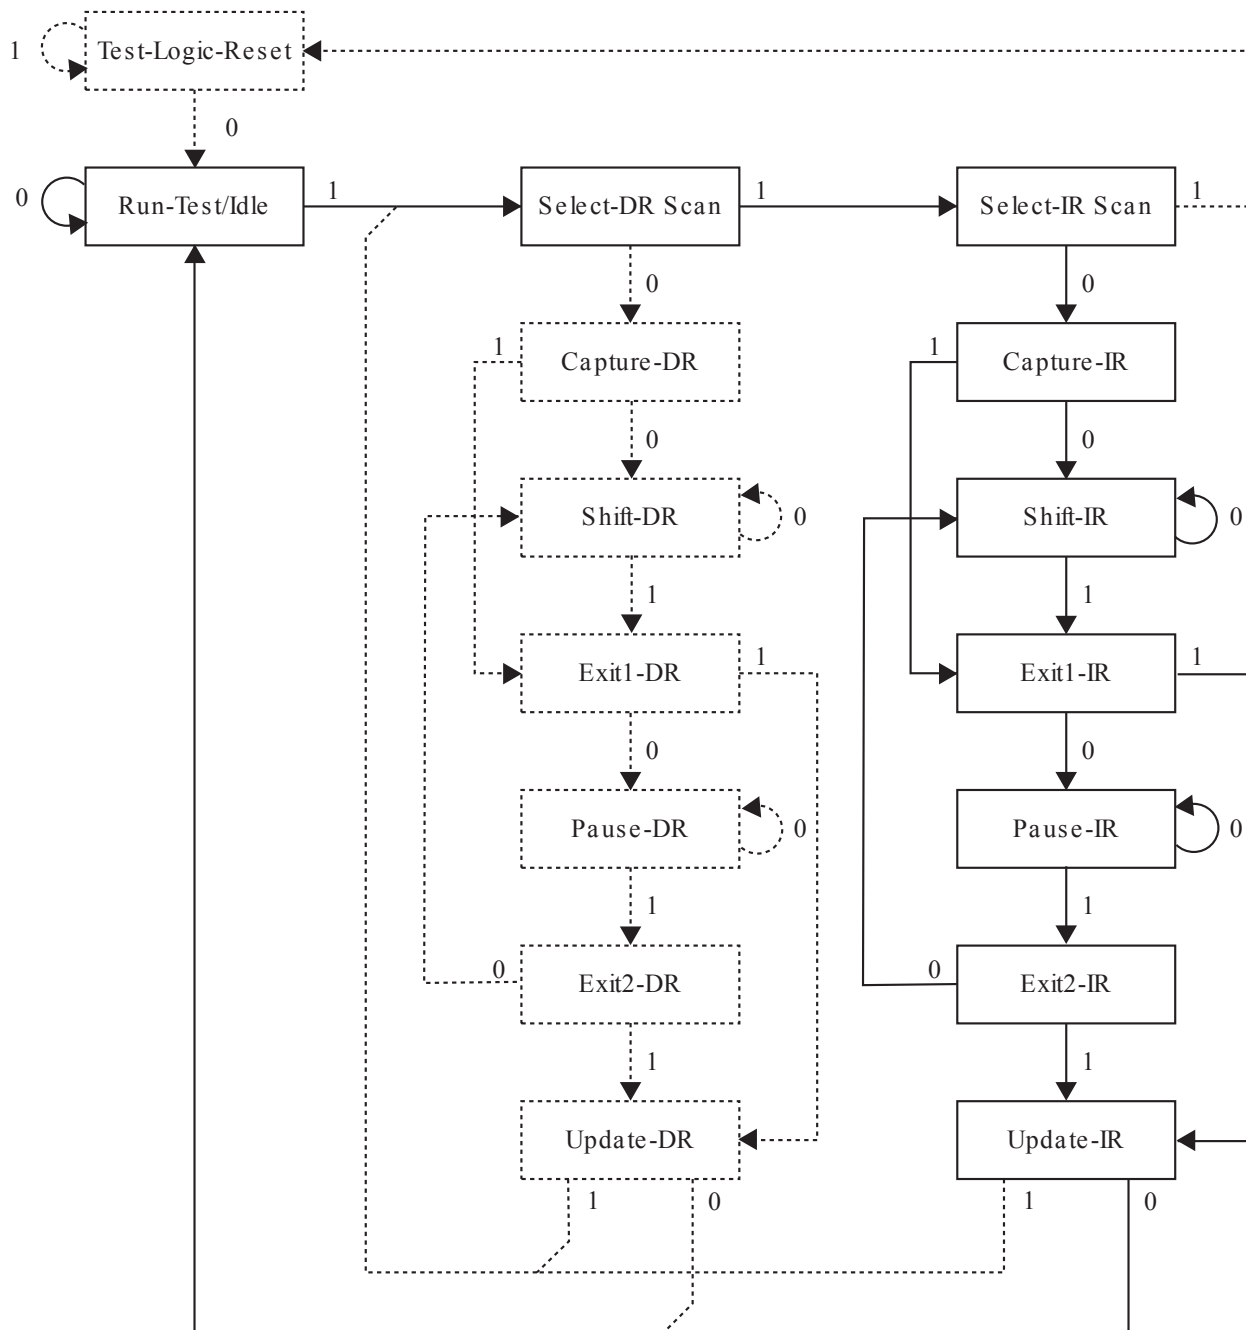 1
Test-Logic-Reset
0
0
Run-Test/Idle
1
Select-DR Scan
1
Select-IR Scan
1
0
0
1
Capture-DR
1
Capture-IR
0
0
Shift-DR
0
Shift-IR
0
1
1
Exit1-DR
1
Exit1-IR
1
0
0
Pause-DR
0
Pause-IR
0
1
1
0
Exit2-DR
0
Exit2-IR
1
1
Update-DR
Update-IR
1
0
1
0